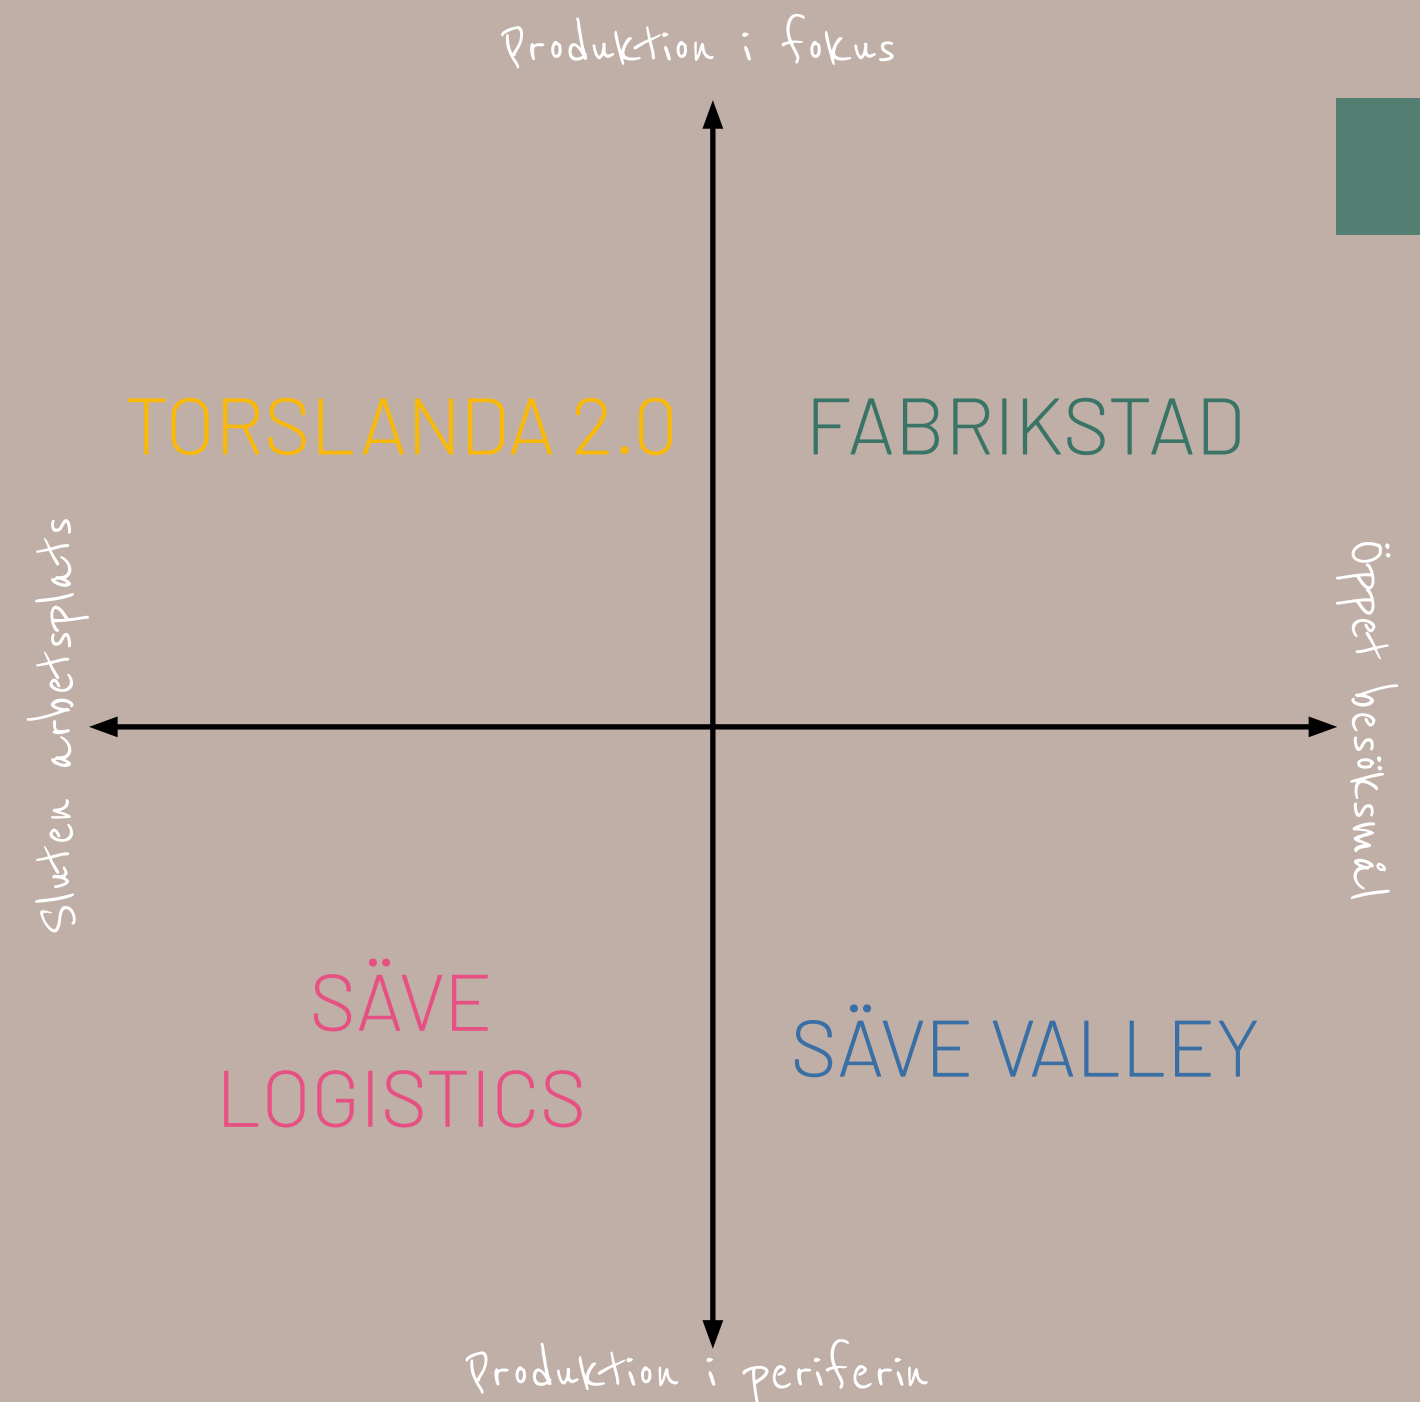 Produktion i fokus
TORSLANDA 2.0
FABRIKSTAD
Sluten arbetsplats
Öppet besöksmål
SÄVE
LOGISTICS
SÄVE VALLEY
Produktion i periferin